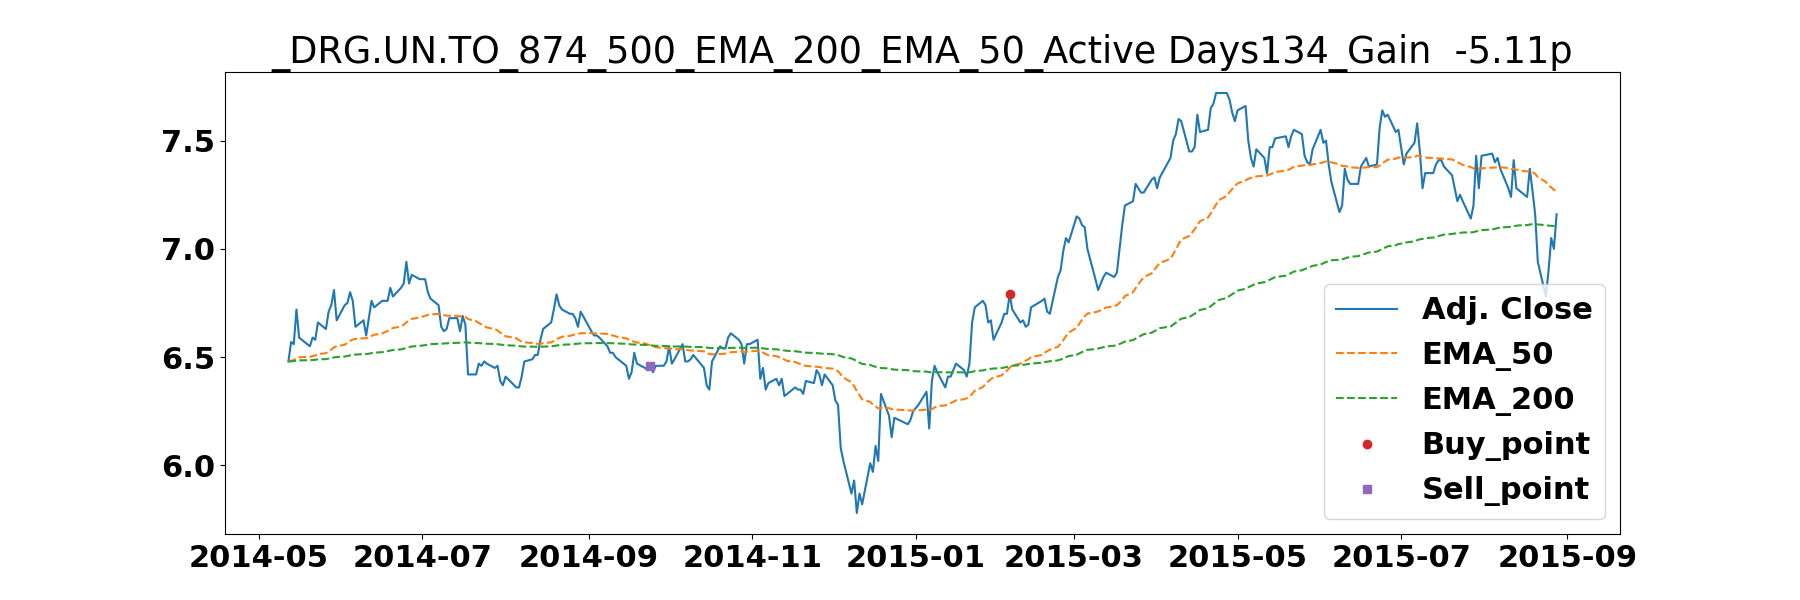 _DRG.UN.TO_874_500_EMA_200_EMA_50_Active Days134_Gain  -5.11p
7.5
7.0
6.5
6.0
Adj. Close
EMA_50
EMA_200
Buy_point
Sell_point
2014-05 2014-07 2014-09 2014-11 2015-01 2015-03 2015-05 2015-07 2015-09